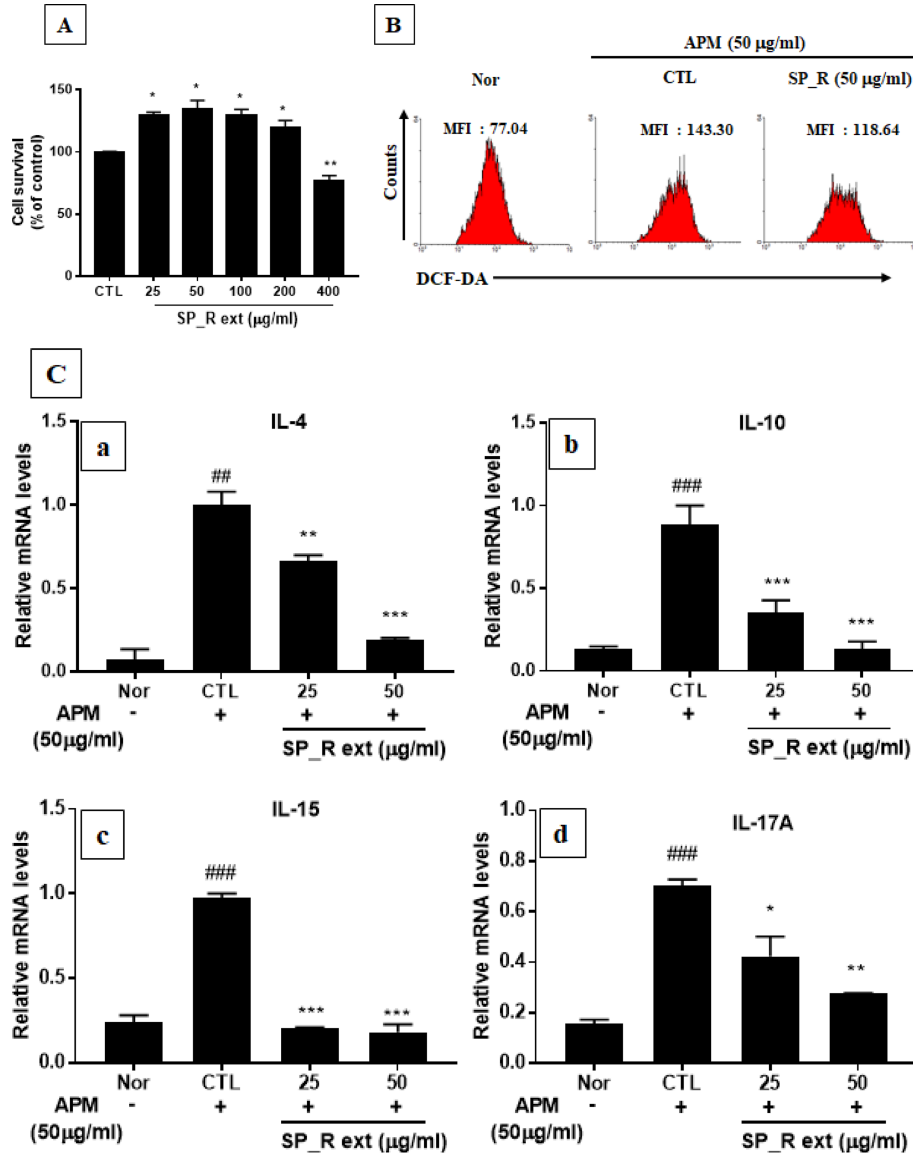 A
Cell survival
(% of control)
150
100
50
0
*
*
*
*
**
CTL 25 50 100 200 400
SP_R ext (μg/ml)
B
APM (50 μg/ml)
Nor CTL SP_R (50 μg/ml)
MFI : 77.04 MFI : 143.30 MFI : 118.64
Counts
DCF-DA
C
a
IL-4
Relative mRNA levels
1.5
1.0
0.5
0.0
##
**
***
Nor CTL 25 50
APM - + + +
(50μg/ml) SP_R ext (μg/ml)
b
IL-10
Relative mRNA levels
1.5
1.0
0.5
0.0
###
***
***
Nor CTL 25 50
APM - + + +
(50μg/ml) SP_R ext (μg/ml)
c
IL-15
Relative mRNA levels
1.5
1.0
0.5
0.0
###
***
***
Nor CTL 25 50
APM - + + +
(50μg/ml) SP_R ext (μg/ml)
d
IL-17A
Relative mRNA levels
1.0
0.8
0.6
0.4
0.2
0.0
###
*
**
Nor CTL 25 50
APM - + + +
(50μg/ml) SP_R ext (μg/ml)